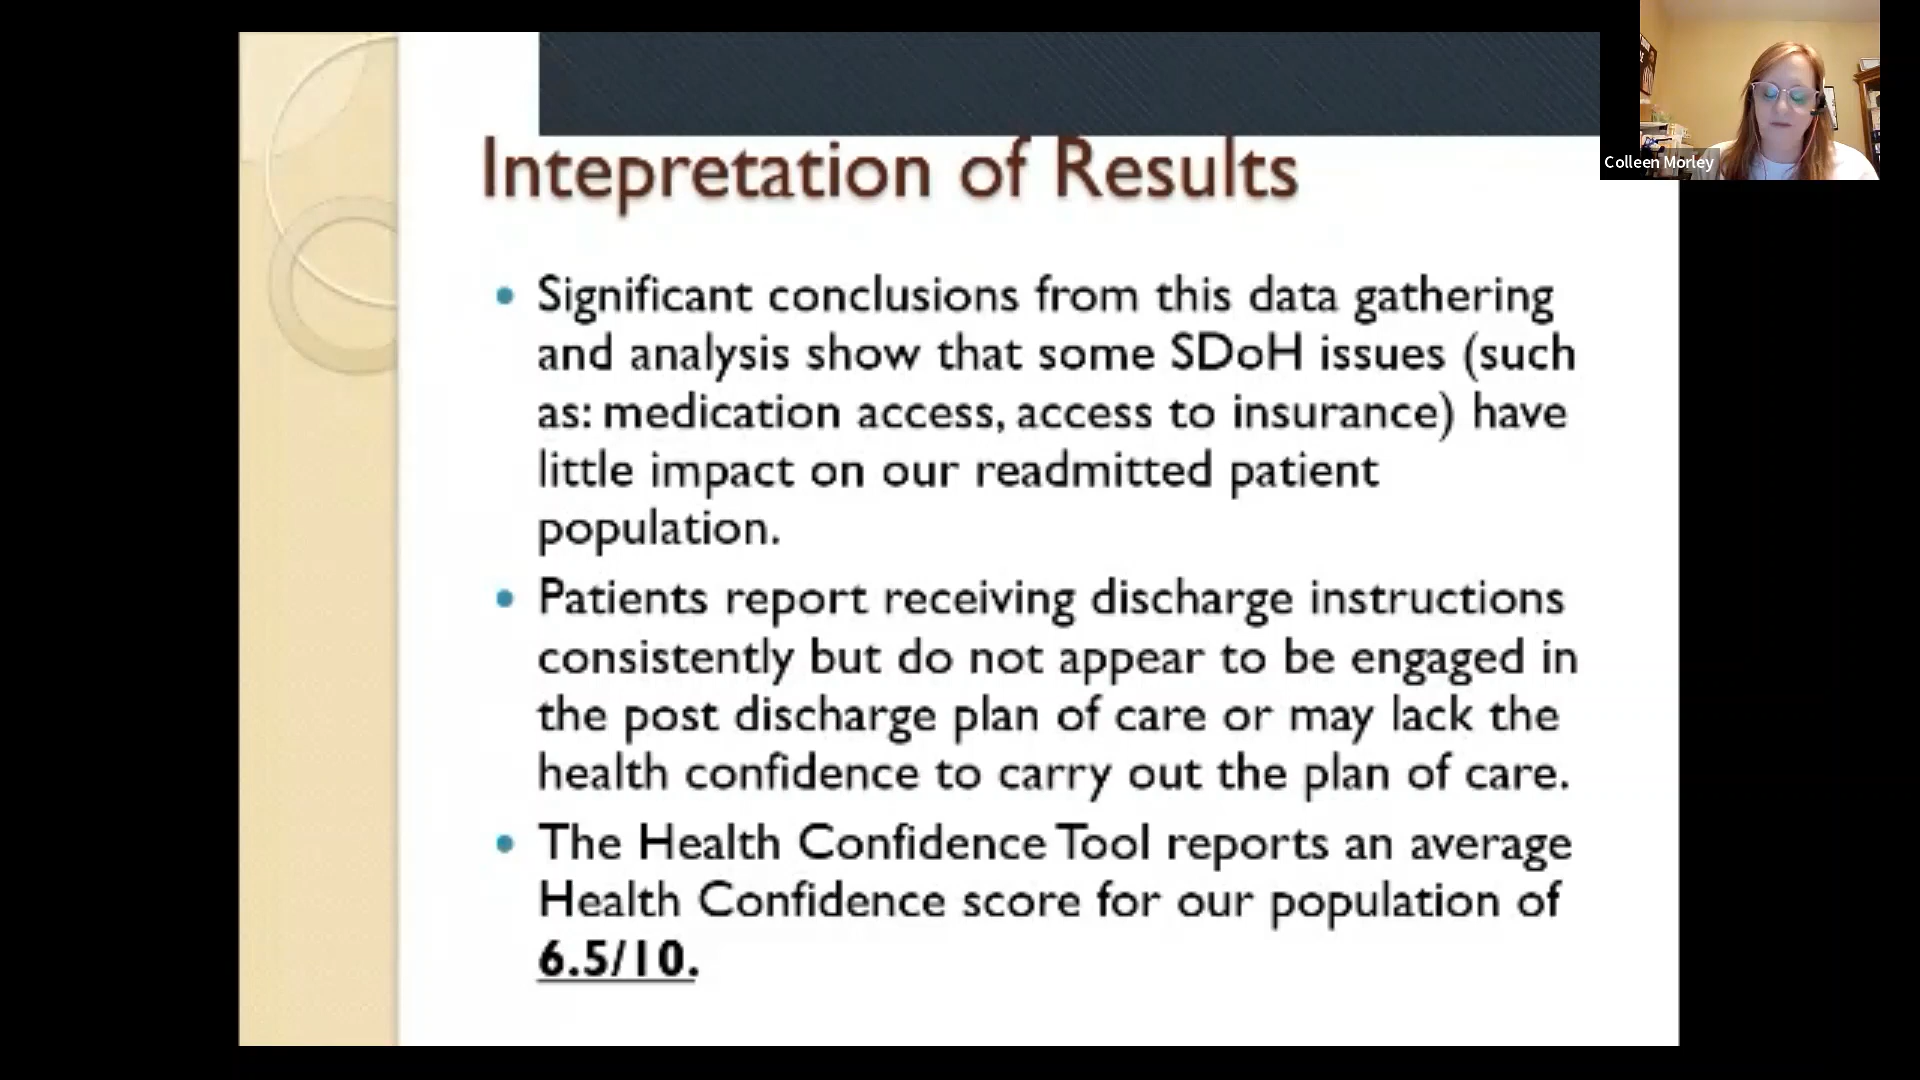 Intepretation of Results
Colleen Morley
• Significant conclusions from this data gathering
and analysis show that some SDoH issues (such
as: medication access, access to insurance) have
little impact on our readmitted patient
population.
• Patients report receiving discharge instructions
consistently but do not appear to be engaged in
the post discharge plan of care or may lack the
health confidence to carry out the plan of care.
• The Health Confidence Tool reports an average
Health Confidence score for our population of
6.5/10.